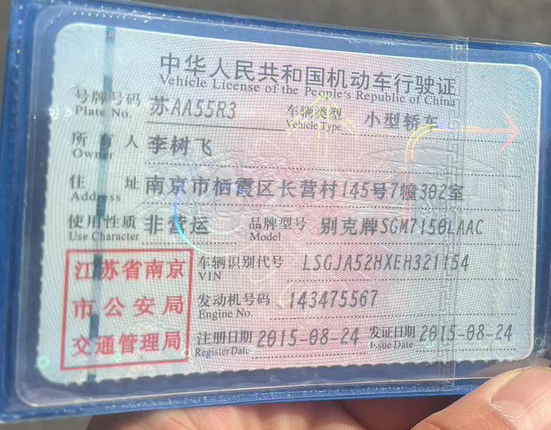 中华人民共和国机动车行驶证
Vehicle License of the People's Republic of China
号牌号码 苏AA55R3 车辆类型 小型轿车
Plate No. Vehicle Type
所有人 李树飞
Owner
住址 南京市栖霞区长营村145号7幢302室
Address
使用性质 非营运 品牌型号 别克牌SGM7150LAAC
Use Character Model
江苏省南京
市公安局
交通管理局
车辆识别代号 LSGJA52HXEH321154
VIN
发动机号码 143475567
Engine No.
注册日期 2015-08-24 发证日期 2015-08-24
Register Date Issue Date